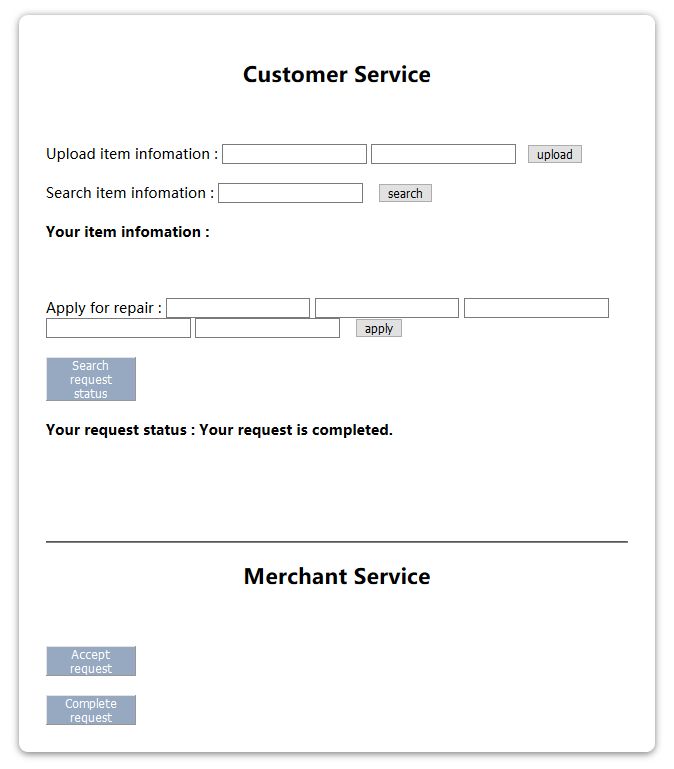 Customer Service
Upload item infomation : upload
Search item infomation : search
Your item infomation :
Apply for repair :
apply
Search
request
status
Your request status : Your request is completed.
Merchant Service
Accept
request
Complete
request